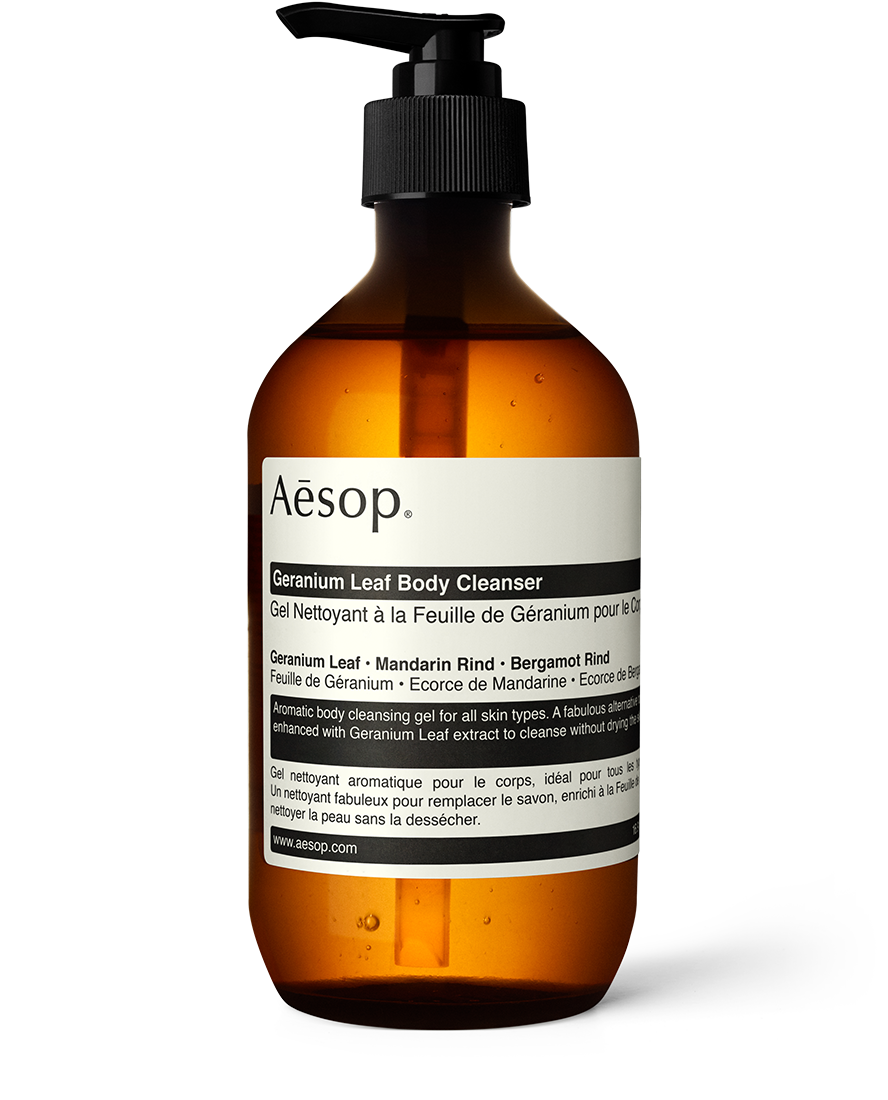 Aēsop®
Geranium Leaf Body Cleanser
Gel Nettoyant à la Feuille de Géranium pour le
Geranium Leaf • Mandarin Rind • Bergamot Rind
Feuille de Géranium • Ecorce de Mandarine • Ecorce de
Aromatic body cleansing gel for all skin types. A fabulous alternative
enhanced with Geranium Leaf extract to cleanse without drying the
Gel nettoyant aromatique pour le corps, idéal pour tous les
Un nettoyant fabuleux pour remplacer le savon, enrichi à la Feuille de
nettoyer la peau sans la dessécher.
www.aesop.com